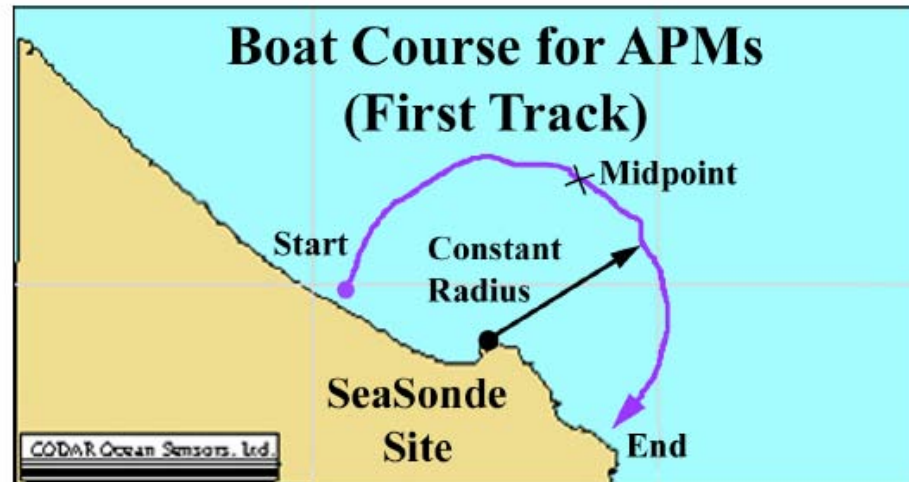 Boat Course for APMs
(First Track)
Midpoint
Start
Constant
Radius
SeaSonde
Site
End
CODAR Ocean Sensors, Ltd.